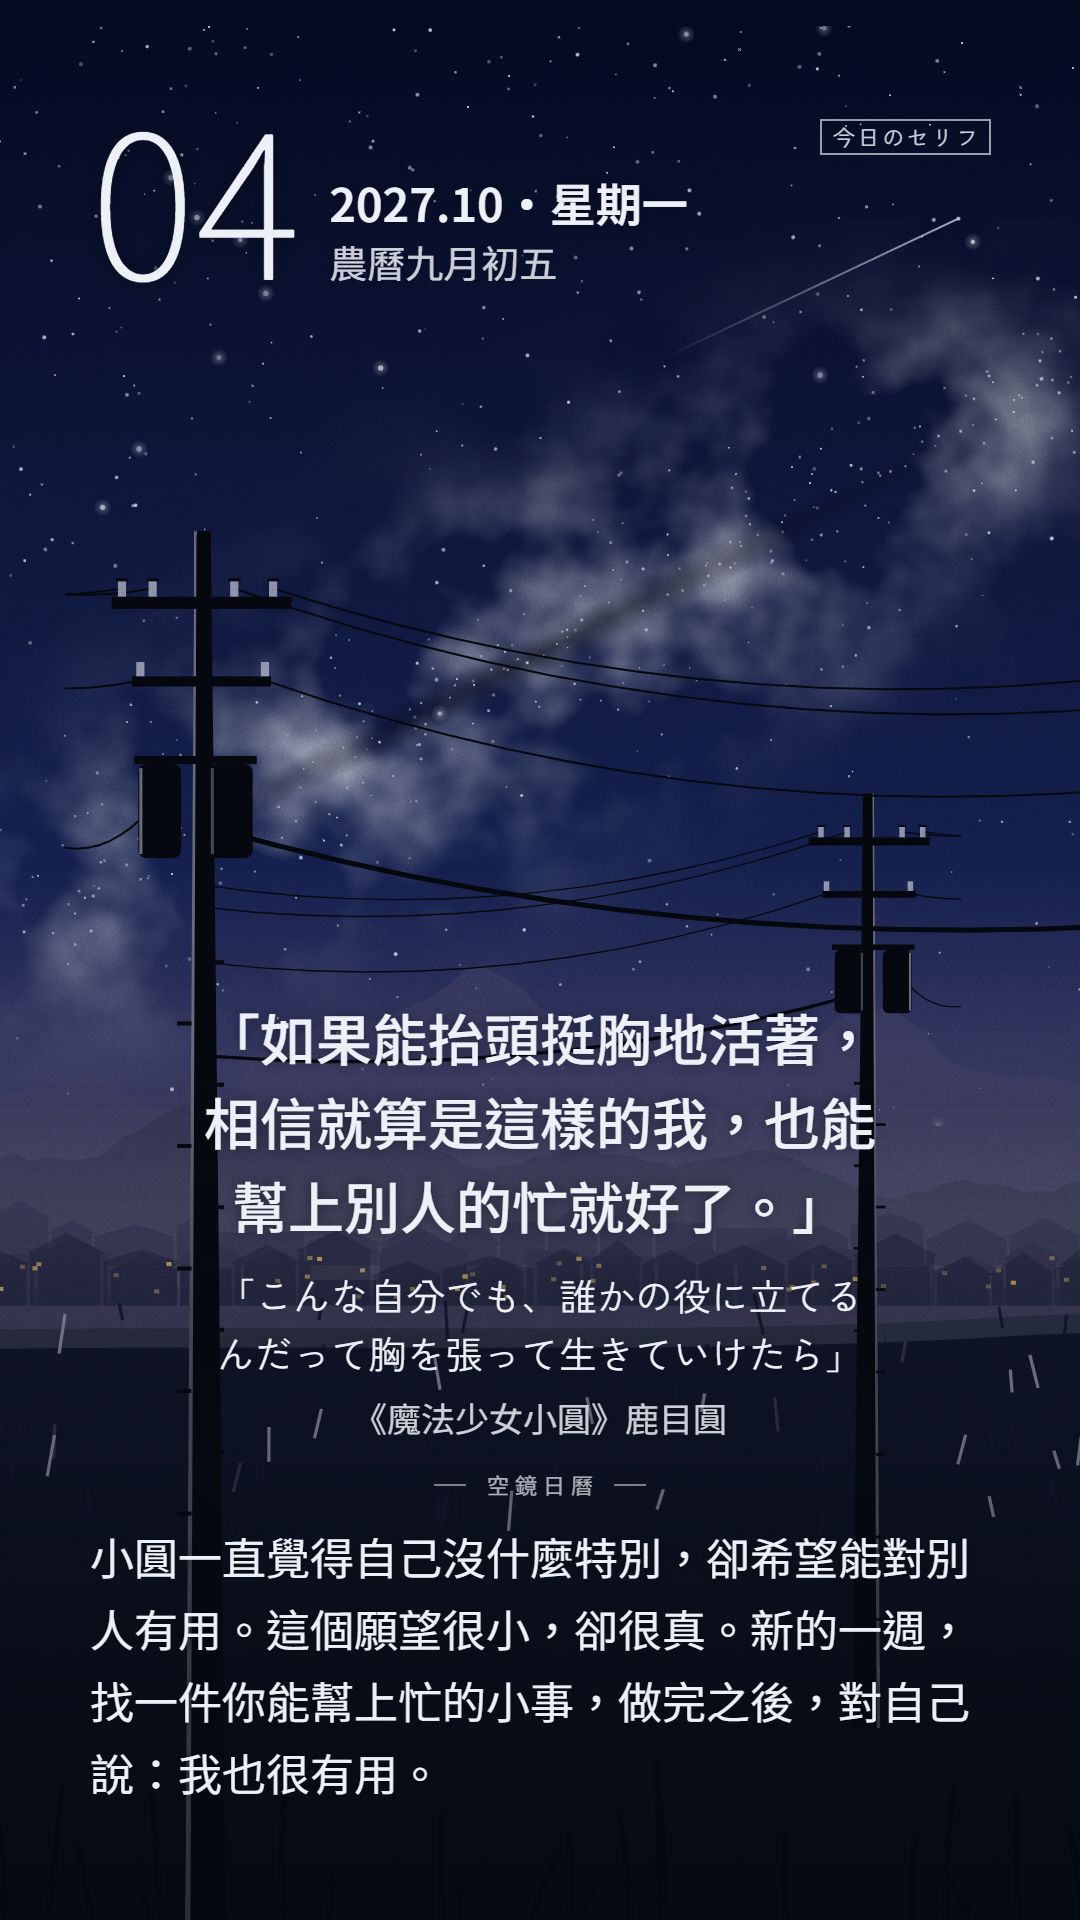 04
2027.10・星期一
農曆九月初五
今日のセリフ
「如果能抬頭挺胸地活著，
相信就算是這樣的我，也能
幫上別人的忙就好了。」
「こんな自分でも、誰かの役に立てる
んだって胸を張って生きていけたら」
《魔法少女小圓》鹿目圓
— 空鏡日曆 —
小圓一直覺得自己沒什麼特別，卻希望能對別
人有用。這個願望很小，卻很真。新的一週，
找一件你能幫上忙的小事，做完之後，對自己
說：我也很有用。